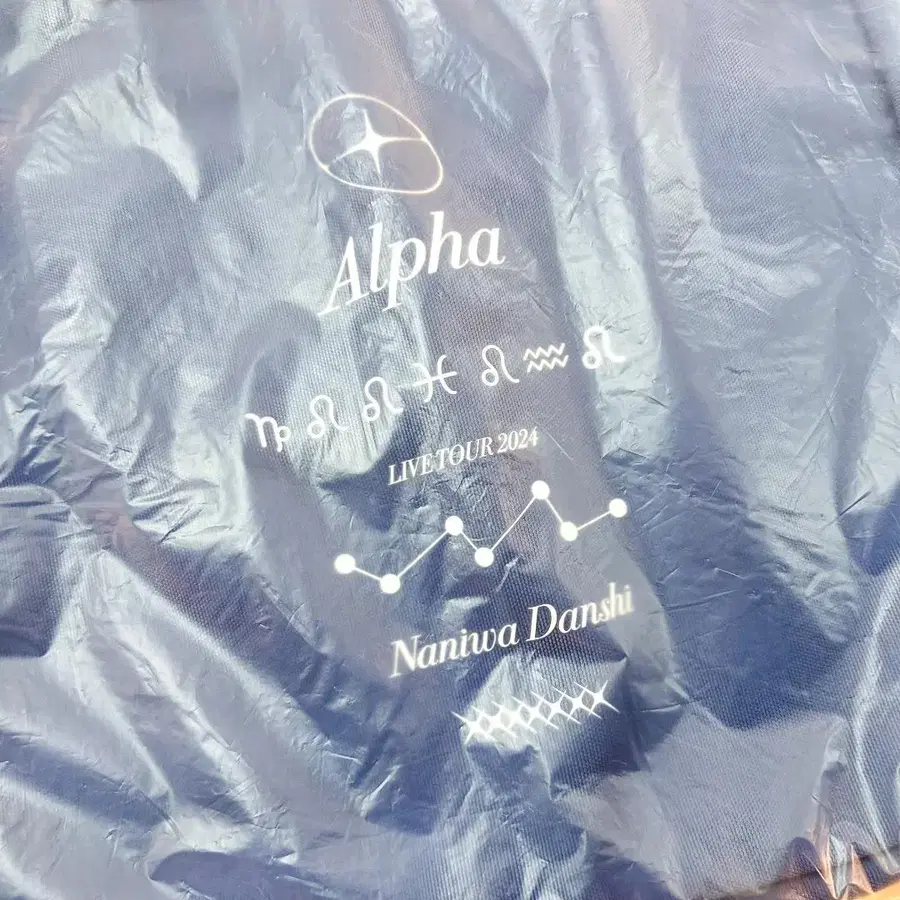 Alpha
♑︎♌︎♌︎♓︎♌︎♒︎♌︎
LIVE TOUR 2024
Naniwa Danshi